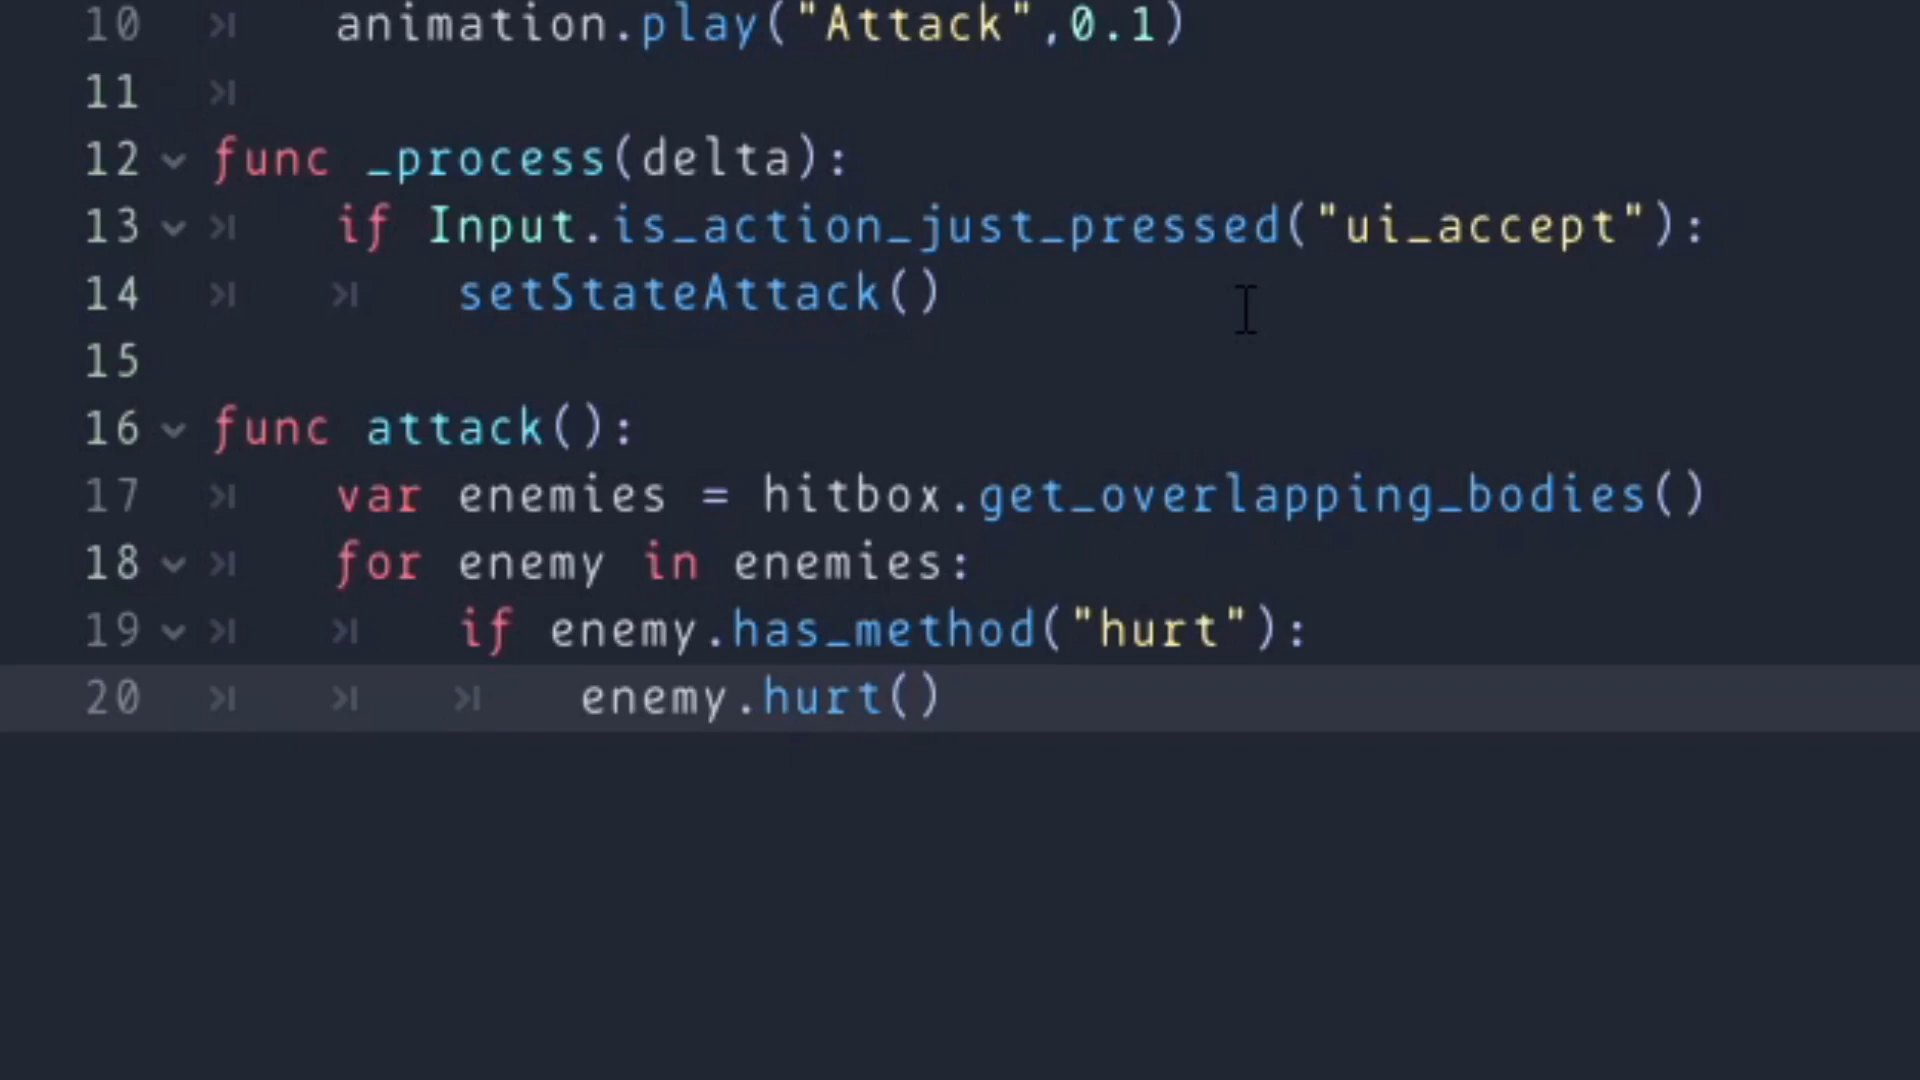 10 animation.play("Attack",0.1)
11
12 func _process(delta):
13 if Input.is_action_just_pressed("ui_accept"):
14 setStateAttack()
15
16 func attack():
17 var enemies = hitbox.get_overlapping_bodies()
18 for enemy in enemies:
19 if enemy.has_method("hurt"):
20 enemy.hurt()